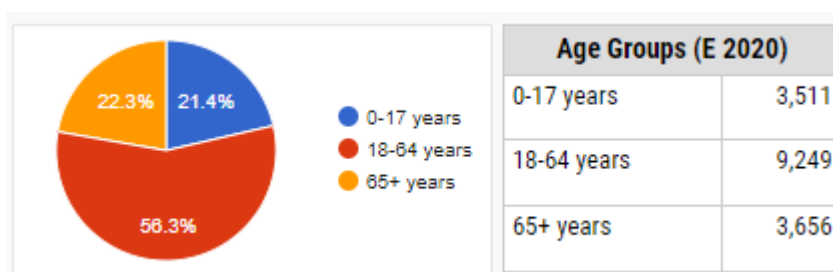 22.3%
21.4%
56.3%
0-17 years
18-64 years
65+ years
Age Groups (E 2020)
0-17 years 3,511
18-64 years 9,249
65+ years 3,656